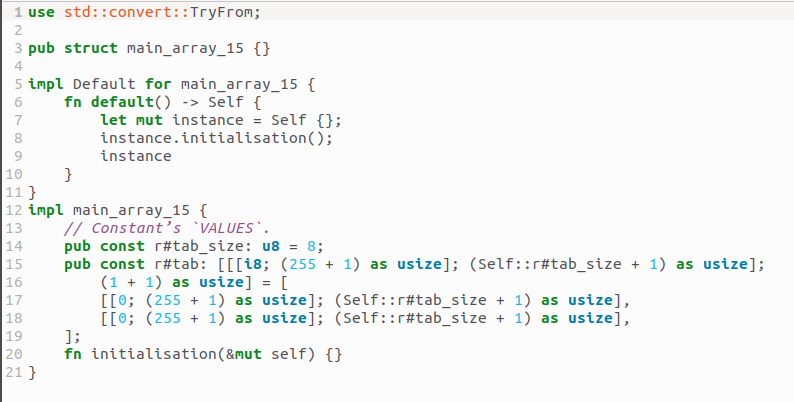 1 use std::convert::TryFrom;
2
3 pub struct main_array_15 {}
4
5 impl Default for main_array_15 {
6     fn default() -> Self {
7         let mut instance = Self {};
8         instance.initialisation();
9         instance
10     }
11 }
12 impl main_array_15 {
13     // Constant's `VALUES`.
14     pub const r#tab_size: u8 = 8;
15     pub const r#tab: [[[i8; (255 + 1) as usize]; (Self::r#tab_size + 1) as usize];
16         (1 + 1) as usize] = [
17         [[0; (255 + 1) as usize]; (Self::r#tab_size + 1) as usize],
18         [[0; (255 + 1) as usize]; (Self::r#tab_size + 1) as usize],
19     ];
20     fn initialisation(&mut self) {}
21 }